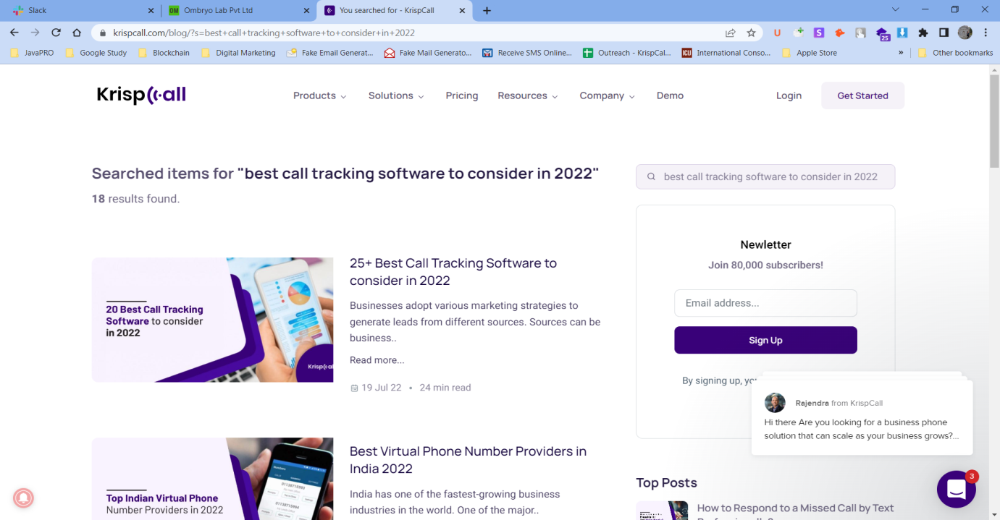 Slack
OM Ombryo Lab Pvt Ltd
You searched for - KrispCall
krispcall.com/blog/?s=best+call+tracking+software+to+consider+in+2022
25
JavaPRO
Google Study
Blockchain
Digital Marketing
Fake Email Generat...
Fake Mail Generato...
Receive SMS Online...
Outreach - KrispCal...
ICIJ International Conso...
Apple Store
»
Other bookmarks
KrispCall
Products
Solutions
Pricing
Resources
Company
Demo
Login
Get Started
Searched items for "best call tracking software to consider in 2022"
18 results found.
best call tracking software to consider in 2022
20 Best Call Tracking
Software to consider
in 2022
KrispCall
25+ Best Call Tracking Software to
consider in 2022
Businesses adopt various marketing strategies to
generate leads from different sources. Sources can be
business..
Read more...
19 Jul 22 • 24 min read
Newletter
Join 80,000 subscribers!
Email address...
Sign Up
By signing up, you
Rajendra from KrispCall
Hi there Are you looking for a business phone
solution that can scale as your business grows?...
3
Top Indian Virtual Phone
Number Providers in 2022
Best Virtual Phone Number Providers in
India 2022
India has one of the fastest-growing business
industries in the world. One of the major..
Top Posts
How to Respond to a Missed Call by Text